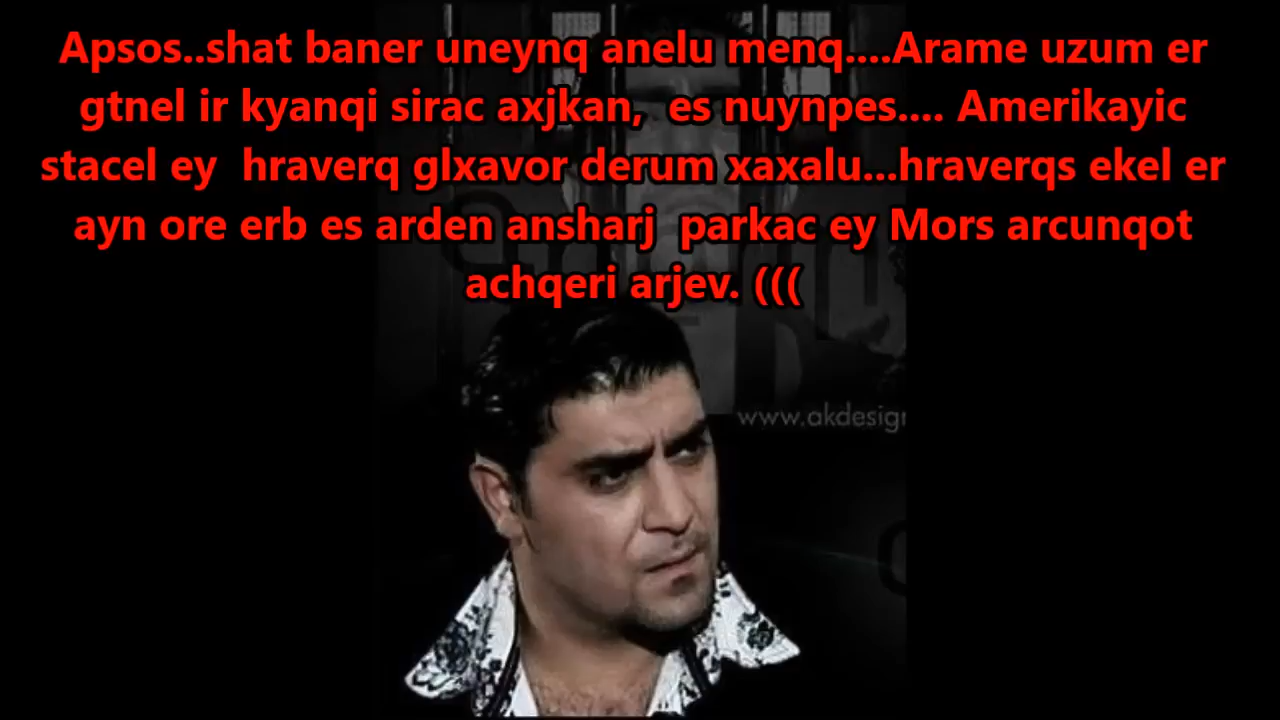 Apsos..shat baner uneynq anelu menq....Arame uzum er
gtnel ir kyanqi sirac axjkan,  es nuynpes.... Amerikayic
stacel ey  hraverq glxavor derum xaxalu...hraverqs ekel er
ayn ore erb es arden ansharj  parkac ey Mors arcunqot
achqeri arjev. (((
www.akdesign